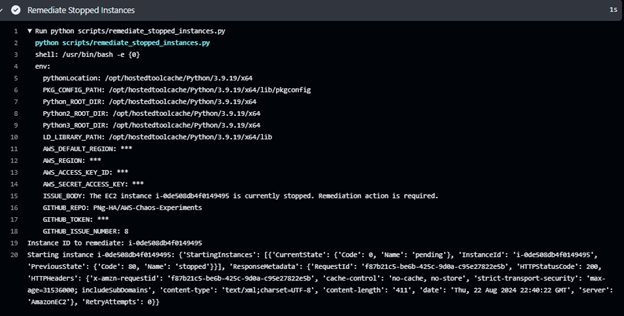 Remediate Stopped Instances
1s
1 ▼ Run python scripts/remediate_stopped_instances.py
2 python scripts/remediate_stopped_instances.py
3 shell: /usr/bin/bash -e {0}
4 env:
5 pythonLocation: /opt/hostedtoolcache/Python/3.9.19/x64
6 PKG_CONFIG_PATH: /opt/hostedtoolcache/Python/3.9.19/x64/lib/pkgconfig
7 Python_ROOT_DIR: /opt/hostedtoolcache/Python/3.9.19/x64
8 Python2_ROOT_DIR: /opt/hostedtoolcache/Python/3.9.19/x64
9 Python3_ROOT_DIR: /opt/hostedtoolcache/Python/3.9.19/x64
10 LD_LIBRARY_PATH: /opt/hostedtoolcache/Python/3.9.19/x64/lib
11 AWS_DEFAULT_REGION: ***
12 AWS_REGION: ***
13 AWS_ACCESS_KEY_ID: ***
14 AWS_SECRET_ACCESS_KEY: ***
15 ISSUE_BODY: The EC2 instance i-0de508db4f0149495 is currently stopped. Remediation action is required.
16 GITHUB_REPO: PNg-HA/AWS-Chaos-Experiments
17 GITHUB_TOKEN: ***
18 GITHUB_ISSUE_NUMBER: 8
19 Instance ID to remediate: i-0de508db4f0149495
20 Starting instance i-0de508db4f0149495: {'StartingInstances': [{'CurrentState': {'Code': 0, 'Name': 'pending'}, 'InstanceId': 'i-0de508db4f0149495',
'PreviousState': {'Code': 80, 'Name': 'stopped'}}], 'ResponseMetadata': {'RequestId': 'f87b21c5-be6b-425c-9d0a-c95e27822e5b', 'HTTPStatusCode': 200,
'HTTPHeaders': {'x-amzn-requestid': 'f87b21c5-be6b-425c-9d0a-c95e27822e5b', 'cache-control': 'no-cache, no-store', 'strict-transport-security': 'max-
age=31536000; includeSubDomains', 'content-type': 'text/xml;charset=UTF-8', 'content-length': '411', 'date': 'Thu, 22 Aug 2024 22:40:22 GMT', 'server':
'AmazonEC2'}, 'RetryAttempts': 0}}